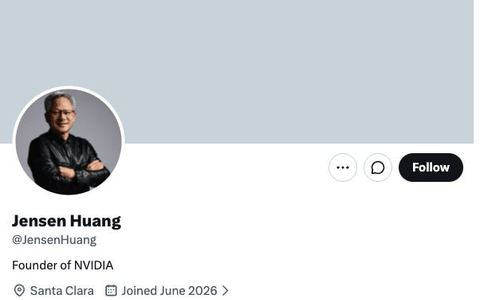 Follow
Jensen Huang
@JensenHuang
Founder of NVIDIA
Santa Clara Joined June 2026